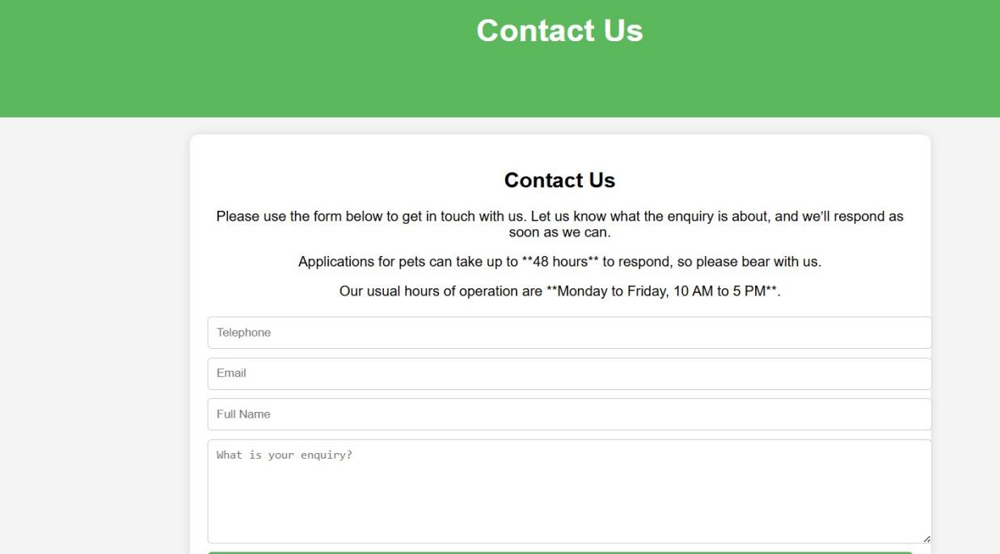 Contact Us
Contact Us
Please use the form below to get in touch with us. Let us know what the enquiry is about, and we’ll respond as
soon as we can.
Applications for pets can take up to **48 hours** to respond, so please bear with us.
Our usual hours of operation are **Monday to Friday, 10 AM to 5 PM**.
Telephone
Email
Full Name
What is your enquiry?